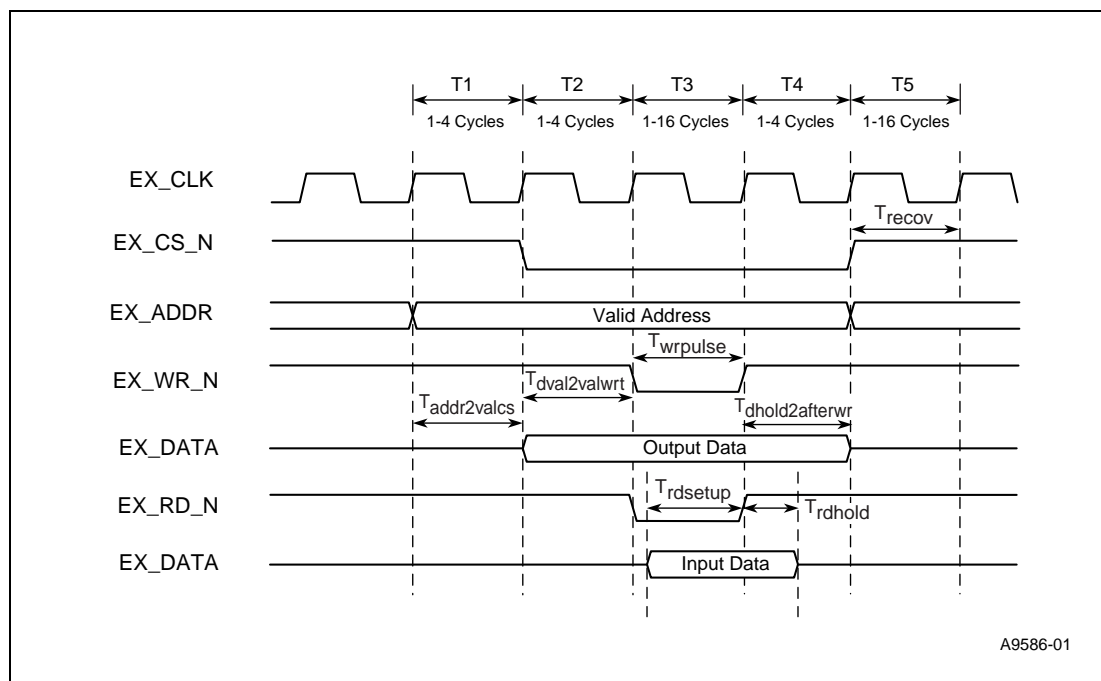 T1 T2 T3 T4 T5
1-4 Cycles 1-4 Cycles 1-16 Cycles 1-4 Cycles 1-16 Cycles
EX_CLK
Trecov
EX_CS_N
EX_ADDR Valid Address
Twrpulse
EX_WR_N Tdval2valwrt
Taddr2valcs Tdhold2afterwr
EX_DATA Output Data
Trdsetup
EX_RD_N Trdhold
EX_DATA Input Data
A9586-01